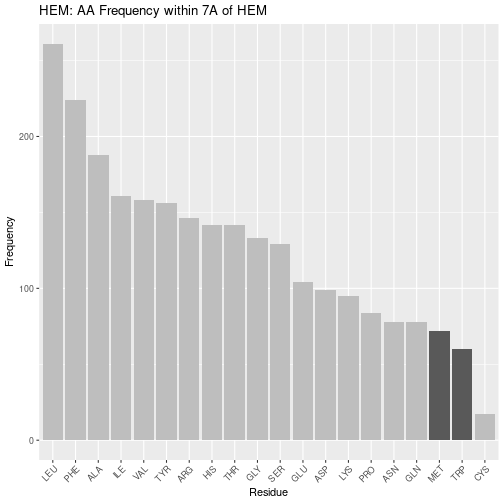 HEM: AA Frequency within 7A of HEM
Frequency
200
100
0
LEU PHE ALA ILE VAL TYR ARG HIS THR GLY SER GLU ASP LYS PRO ASN GLN MET TRP CYS
Residue